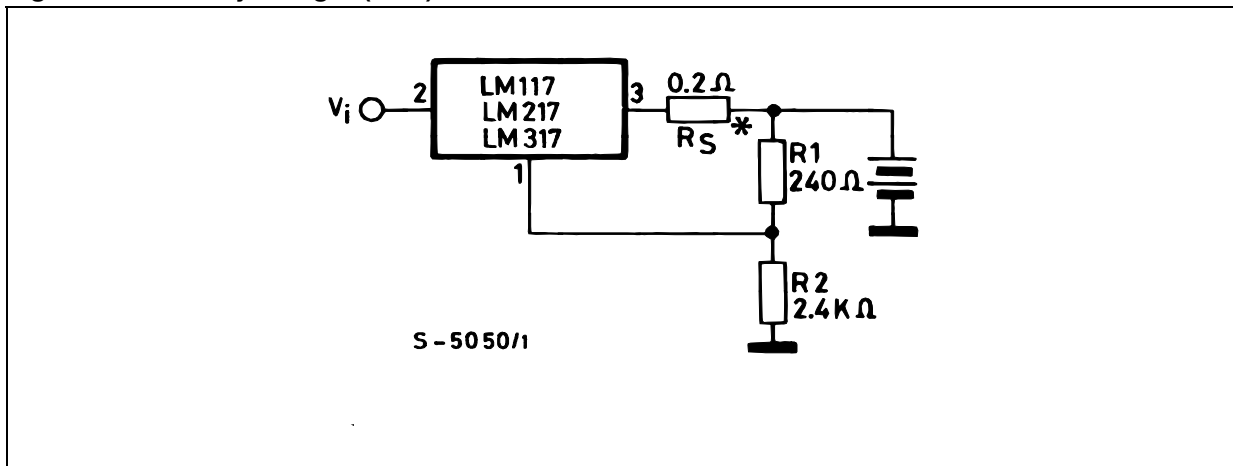 Vi
2
LM117
LM217
LM317
3
1
0.2Ω
RS
*
R1
240Ω
R2
2.4KΩ
S-5050/1